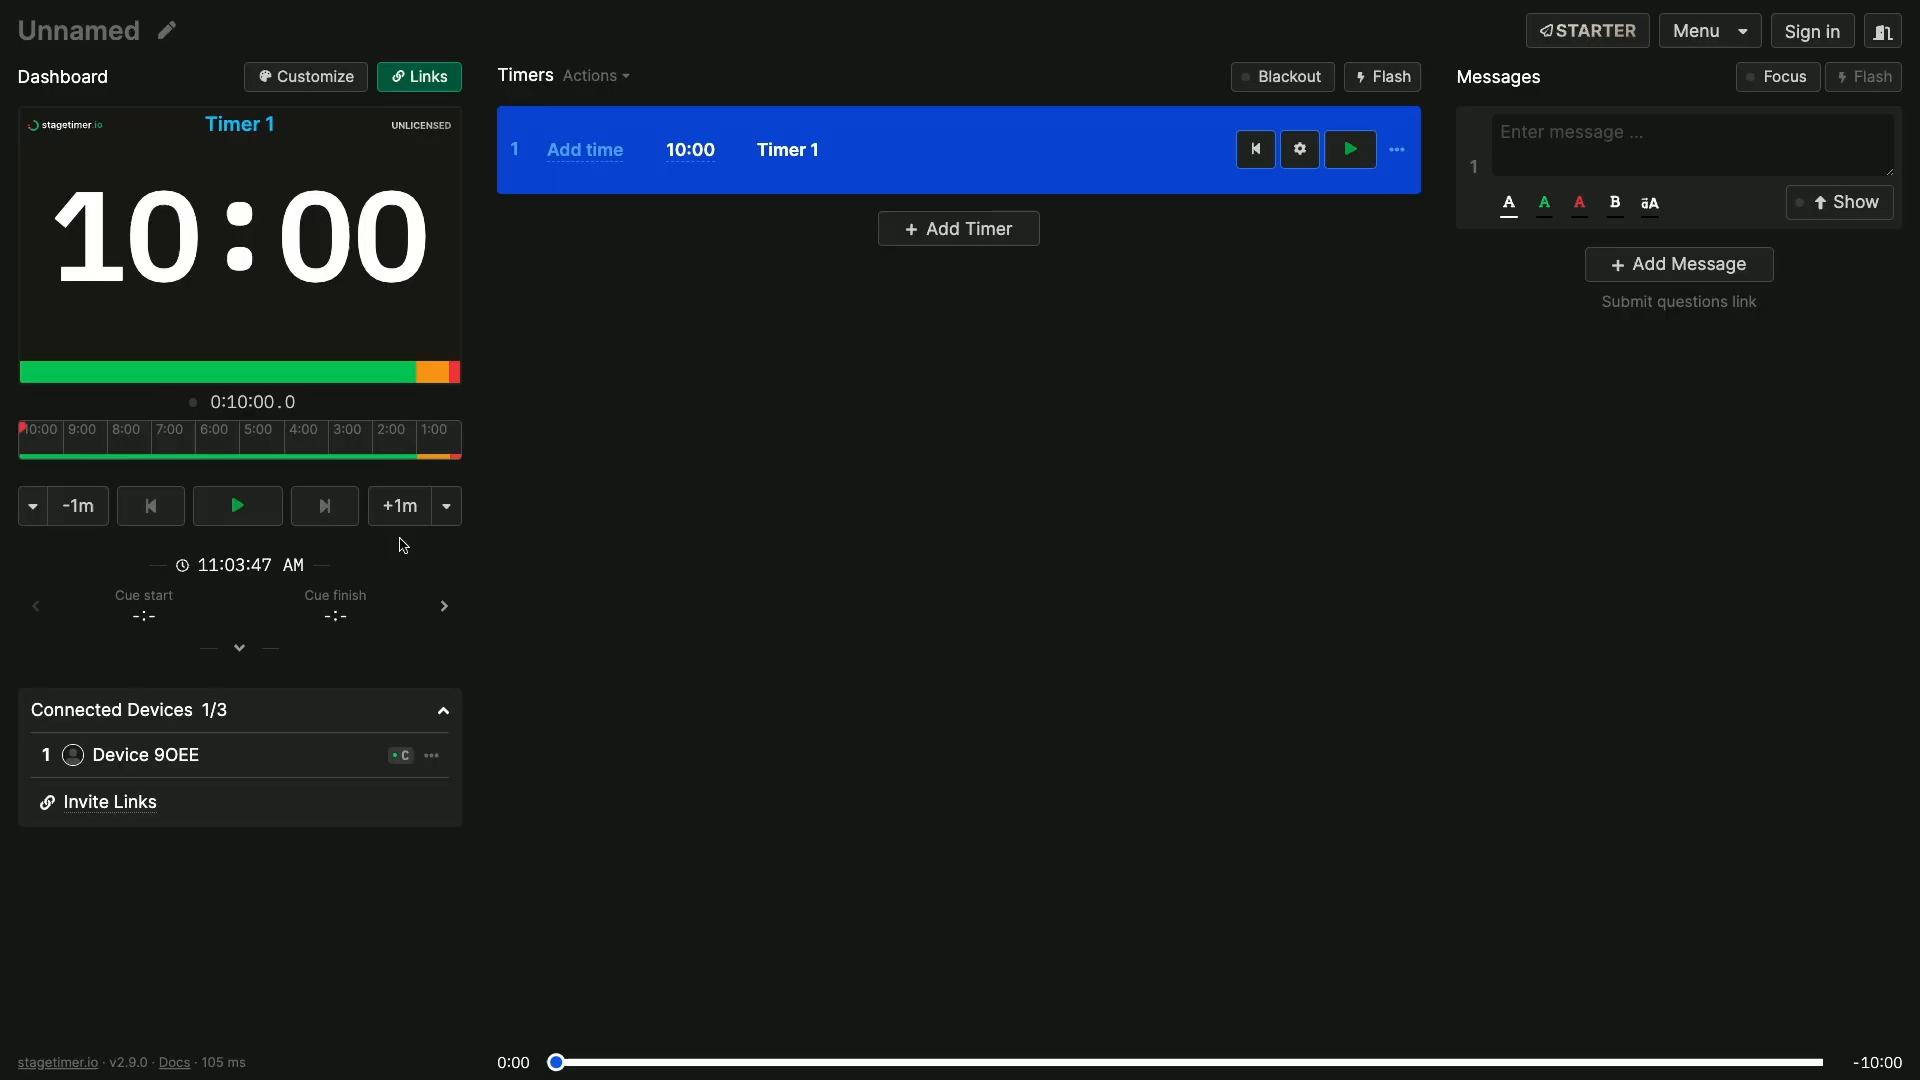 Unnamed
STARTER
Menu
Sign in
Dashboard
Customize
Links
Timers
Actions
Blackout
Flash
Messages
Focus
Flash
stagetimer.io
Timer 1
UNLICENSED
10:00
0:10:00.0
10:00 9:00 8:00 7:00 6:00 5:00 4:00 3:00 2:00 1:00
-1m
+1m
11:03:47 AM
Cue start
Cue finish
-:-
-:-
Connected Devices 1/3
1 Device 9OEE
C
Invite Links
1 Add time 10:00 Timer 1
+ Add Timer
Enter message ...
1
A A A B äA
Show
+ Add Message
Submit questions link
stagetimer.io · v2.9.0 · Docs · 105 ms
0:00
-10:00